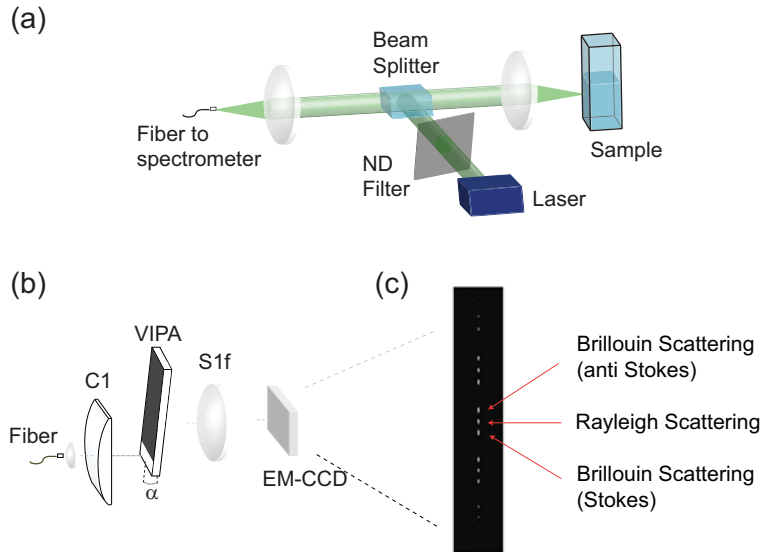 (a)
Beam
Splitter
Fiber to
spectrometer
ND
Filter
Sample
Laser
(b)
VIPA
C1
S1f
Fiber
α
EM-CCD
(c)
Brillouin Scattering
(anti Stokes)
Rayleigh Scattering
Brillouin Scattering
(Stokes)